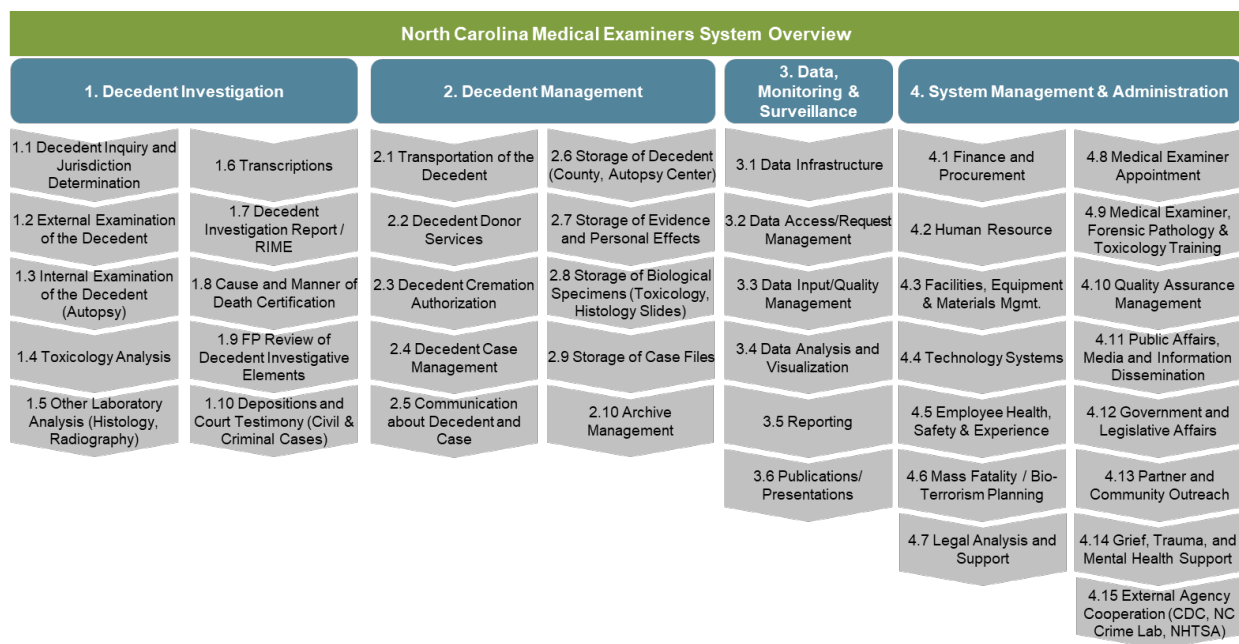 North Carolina Medical Examiners System Overview
1. Decedent Investigation
1.1 Decedent Inquiry and
Jurisdiction
Determination
1.2 External Examination
of the Decedent
1.3 Internal Examination
of the Decedent
(Autopsy)
1.4 Toxicology Analysis
1.5 Other Laboratory
Analysis (Histology,
Radiography)
1.6 Transcriptions
1.7 Decedent
Investigation Report /
RIME
1.8 Cause and Manner of
Death Certification
1.9 FP Review of
Decedent Investigative
Elements
1.10 Depositions and
Court Testimony (Civil &
Criminal Cases)
2. Decedent Management
2.1 Transportation of the
Decedent
2.2 Decedent Donor
Services
2.3 Decedent Cremation
Authorization
2.4 Decedent Case
Management
2.5 Communication
about Decedent and
Case
2.6 Storage of Decedent
(County, Autopsy Center)
2.7 Storage of Evidence
and Personal Effects
2.8 Storage of Biological
Specimens (Toxicology,
Histology Slides)
2.9 Storage of Case Files
2.10 Archive
Management
3. Data,
Monitoring &
Surveillance
3.1 Data Infrastructure
3.2 Data Access/Request
Management
3.3 Data Input/Quality
Management
3.4 Data Analysis and
Visualization
3.5 Reporting
3.6 Publications/
Presentations
4. System Management & Administration
4.1 Finance and
Procurement
4.2 Human Resource
4.3 Facilities, Equipment
& Materials Mgmt.
4.4 Technology Systems
4.5 Employee Health,
Safety & Experience
4.6 Mass Fatality / Bio-
Terrorism Planning
4.7 Legal Analysis and
Support
4.8 Medical Examiner
Appointment
4.9 Medical Examiner,
Forensic Pathology &
Toxicology Training
4.10 Quality Assurance
Management
4.11 Public Affairs,
Media and Information
Dissemination
4.12 Government and
Legislative Affairs
4.13 Partner and
Community Outreach
4.14 Grief, Trauma, and
Mental Health Support
4.15 External Agency
Cooperation (CDC, NC
Crime Lab, NHTSA)